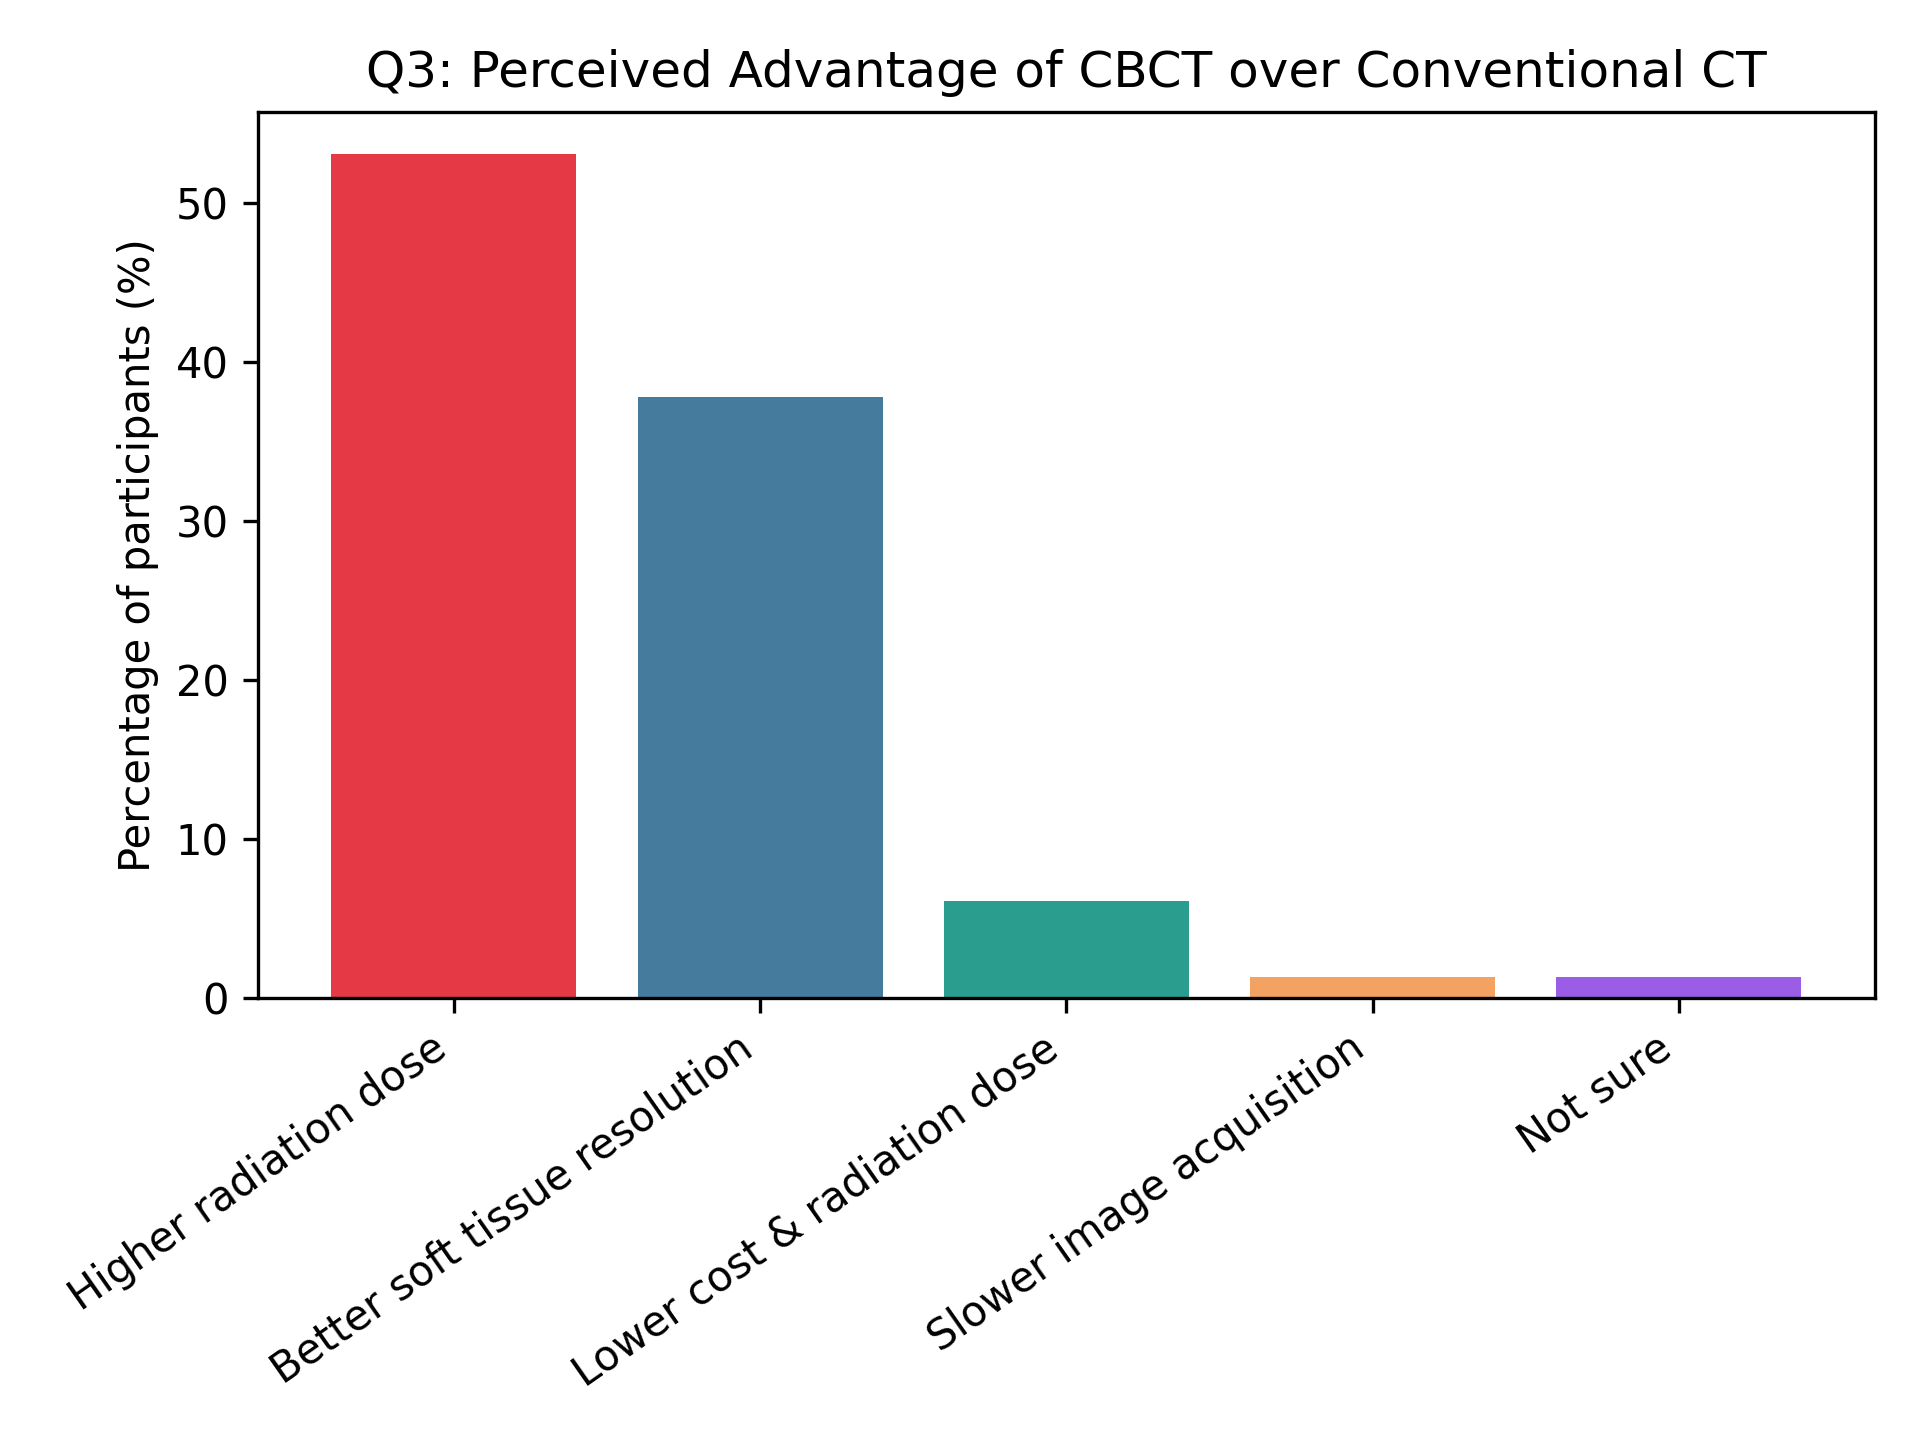 Q3: Perceived Advantage of CBCT over Conventional CT
Percentage of participants (%)
50
40
30
20
10
0
Higher radiation dose
Better soft tissue resolution
Lower cost & radiation dose
Slower image acquisition
Not sure